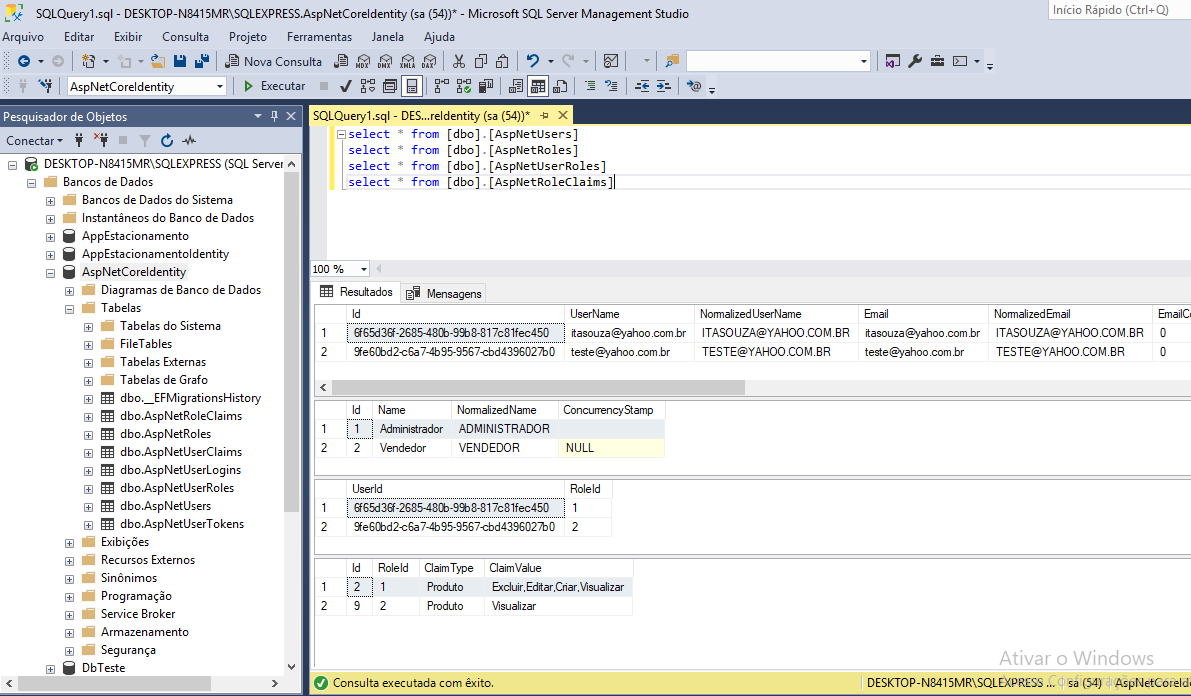 SQLQuery1.sql - DESKTOP-N8415MR\SQLEXPRESS.AspNetCoreIdentity (sa (54))* - Microsoft SQL Server Management Studio
Início Rápido (Ctrl+Q)
Arquivo Editar Exibir Consulta Projeto Ferramentas Janela Ajuda
Nova Consulta MDX DMX XMLA DAX
AspNetCoreIdentity Executar
Pesquisador de Objetos
Conectar
DESKTOP-N8415MR\SQLEXPRESS (SQL Server
Bancos de Dados
Bancos de Dados do Sistema
Instantâneos do Banco de Dados
AppEstacionamento
AppEstacionamentoIdentity
AspNetCoreIdentity
Diagramas de Banco de Dados
Tabelas
Tabelas do Sistema
FileTables
Tabelas Externas
Tabelas de Grafo
dbo.__EFMigrationsHistory
dbo.AspNetRoleClaims
dbo.AspNetRoles
dbo.AspNetUserClaims
dbo.AspNetUserLogins
dbo.AspNetUserRoles
dbo.AspNetUsers
dbo.AspNetUserTokens
Exibições
Recursos Externos
Sinônimos
Programação
Service Broker
Armazenamento
Segurança
DbTeste
SQLQuery1.sql - DES...reIdentity (sa (54))*
select * from [dbo].[AspNetUsers]
select * from [dbo].[AspNetRoles]
select * from [dbo].[AspNetUserRoles]
select * from [dbo].[AspNetRoleClaims]
100 %
Resultados Mensagens
Id UserName NormalizedUserName Email NormalizedEmail EmailCo
1 6f65d36f-2685-480b-99b8-817c81fec450 itasouza@yahoo.com.br ITASOUZA@YAHOO.COM.BR itasouza@yahoo.com.br ITASOUZA@YAHOO.COM.BR 0
2 9fe60bd2-c6a7-4b95-9567-cbd4396027b0 teste@yahoo.com.br TESTE@YAHOO.COM.BR teste@yahoo.com.br TESTE@YAHOO.COM.BR 0
Id Name NormalizedName ConcurrencyStamp
1 1 Administrador ADMINISTRADOR
2 2 Vendedor VENDEDOR NULL
UserId RoleId
1 6f65d36f-2685-480b-99b8-817c81fec450 1
2 9fe60bd2-c6a7-4b95-9567-cbd4396027b0 2
Id RoleId ClaimType ClaimValue
1 2 1 Produto Excluir,Editar,Criar,Visualizar
2 9 2 Produto Visualizar
Ativar o Windows
Consulta executada com êxito. DESKTOP-N8415MR\SQLEXPRESS ... sa (54) AspNetCoreIde